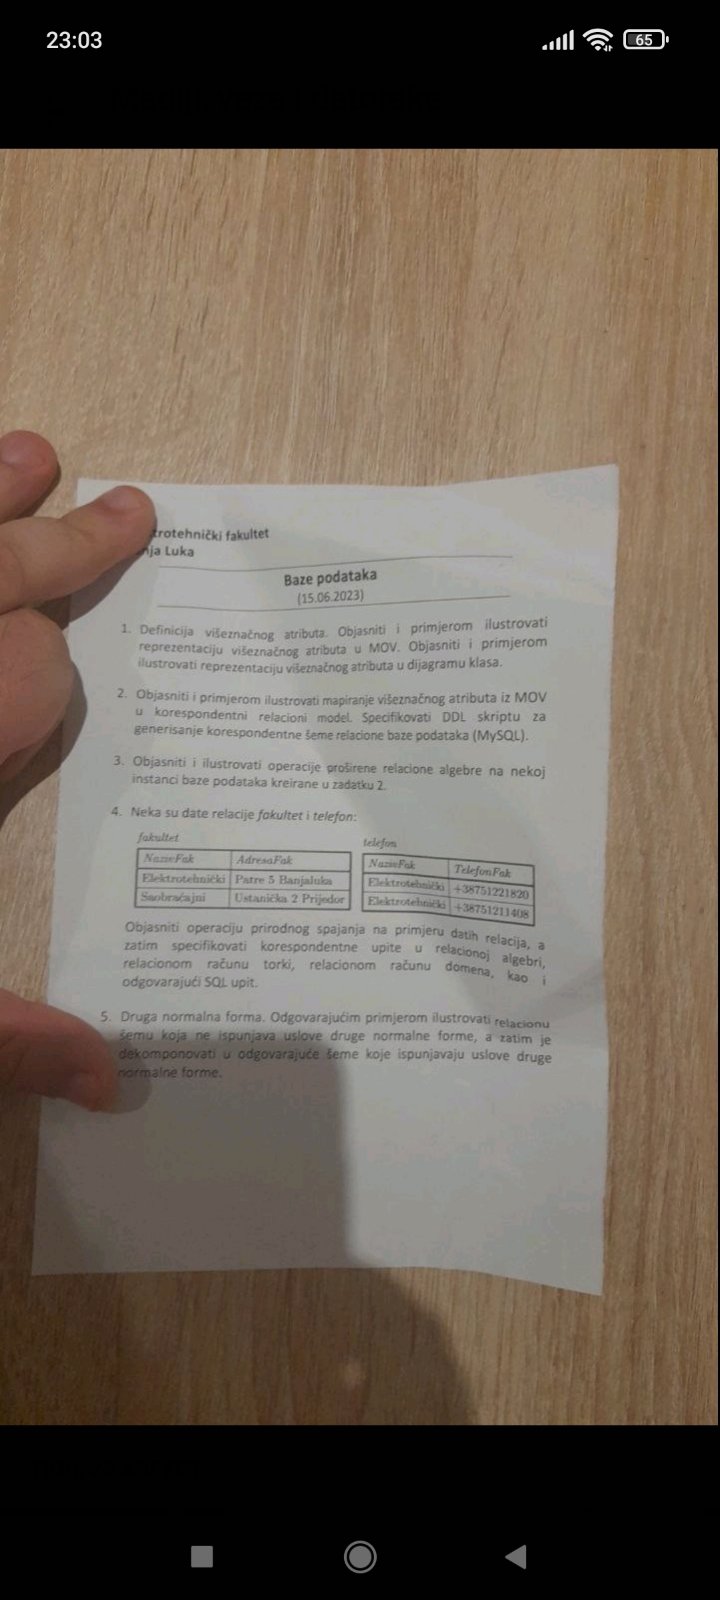 23:03
65
trotehnički fakultet
nja Luka
Baze podataka
(15.06.2023)
1. Definicija višeznačnog atributa. Objasniti i primjerom ilustrovati
reprezentaciju višeznačnog atributa u MOV. Objasniti i primjerom
ilustrovati reprezentaciju višeznačnog atributa u dijagramu klasa.
2. Objasniti i primjerom ilustrovati mapiranje višeznačnog atributa iz MOV
u korespondentni relacioni model. Specifikovati DDL skriptu za
generisanje korespondentne šeme relacione baze podataka (MySQL).
3. Objasniti i ilustrovati operacije proširene relacione algebre na nekoj
instanci baze podataka kreirane u zadatku 2.
4. Neka su date relacije fakultet i telefon:
fakultet
NazivFak AdresaFak
Elektrotehnički Patre 5 Banjaluka
Saobraćajni Ustanička 2 Prijedor
telefon
NazivFak TelefonFak
Elektrotehnički +38751221820
Elektrotehnički +38751211408
Objasniti operaciju prirodnog spajanja na primjeru datih relacija, a
zatim specifikovati korespondentne upite u relacionoj algebri,
relacionom računu torki, relacionom računu domena, kao i
odgovarajući SQL upit.
5. Druga normalna forma. Odgovarajućim primjerom ilustrovati relacionu
šemu koja ne ispunjava uslove druge normalne forme, a zatim je
dekomponovati u odgovarajuće šeme koje ispunjavaju uslove druge
normalne forme.